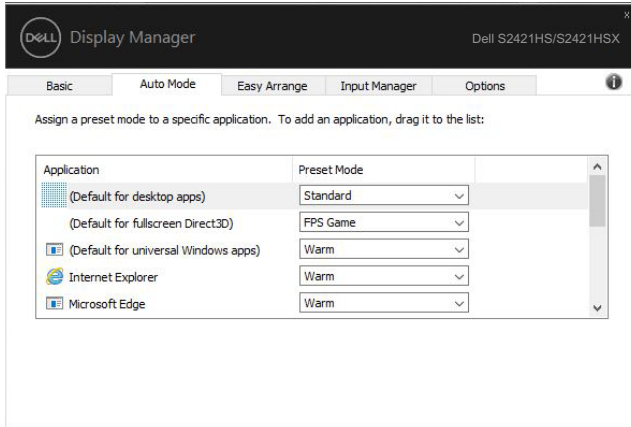 x
DELL Display Manager Dell S2421HS/S2421HSX
Basic Auto Mode Easy Arrange Input Manager Options i
Assign a preset mode to a specific application. To add an application, drag it to the list:
Application Preset Mode
(Default for desktop apps) Standard
(Default for fullscreen Direct3D) FPS Game
(Default for universal Windows apps) Warm
Internet Explorer Warm
Microsoft Edge Warm